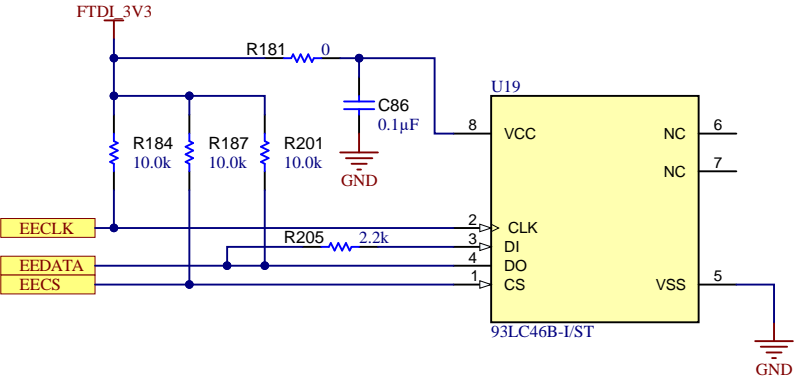 FTDI_3V3
R181 0
U19
C86
0.1µF
8 VCC NC 6
R184 R187 R201
10.0k 10.0k 10.0k
GND
NC 7
EECLK 2 CLK
R205 2.2k 3 DI
EEDATA 4 DO
EECS 1 CS VSS 5
93LC46B-I/ST
GND